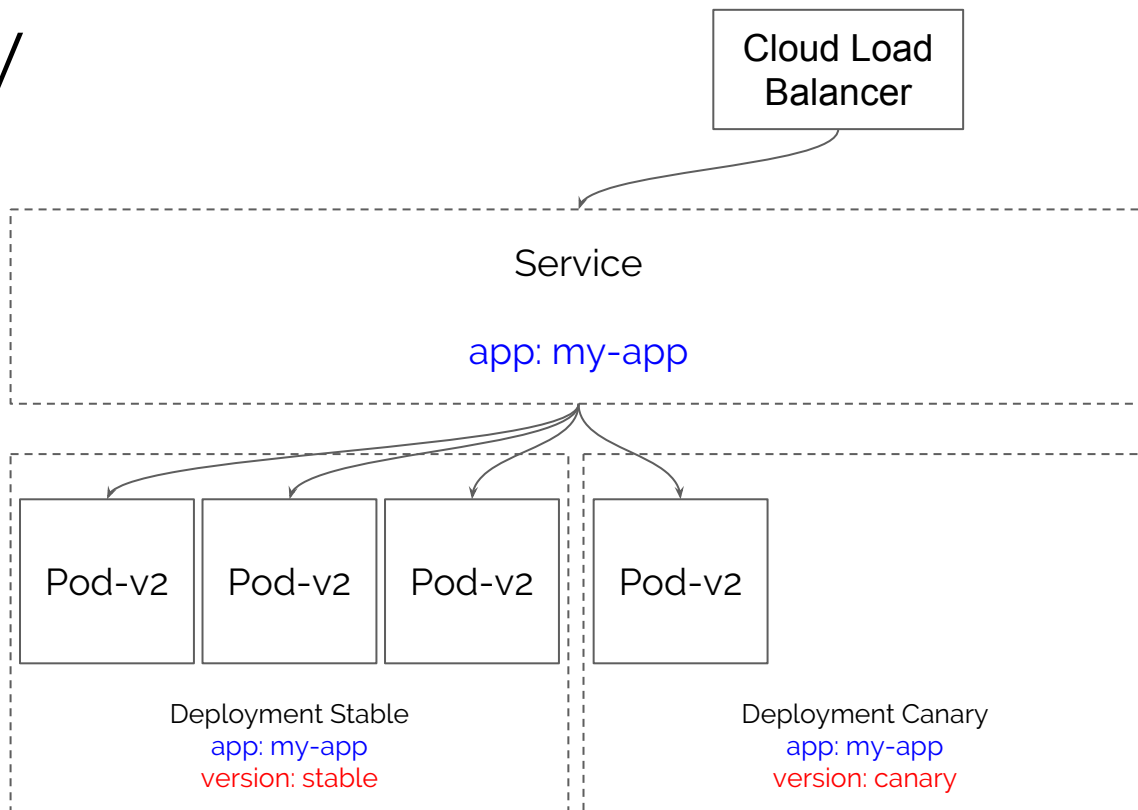 y
Cloud Load
Balancer
Service
app: my-app
Pod-v2
Pod-v2
Pod-v2
Pod-v2
Deployment Stable
app: my-app
version: stable
Deployment Canary
app: my-app
version: canary